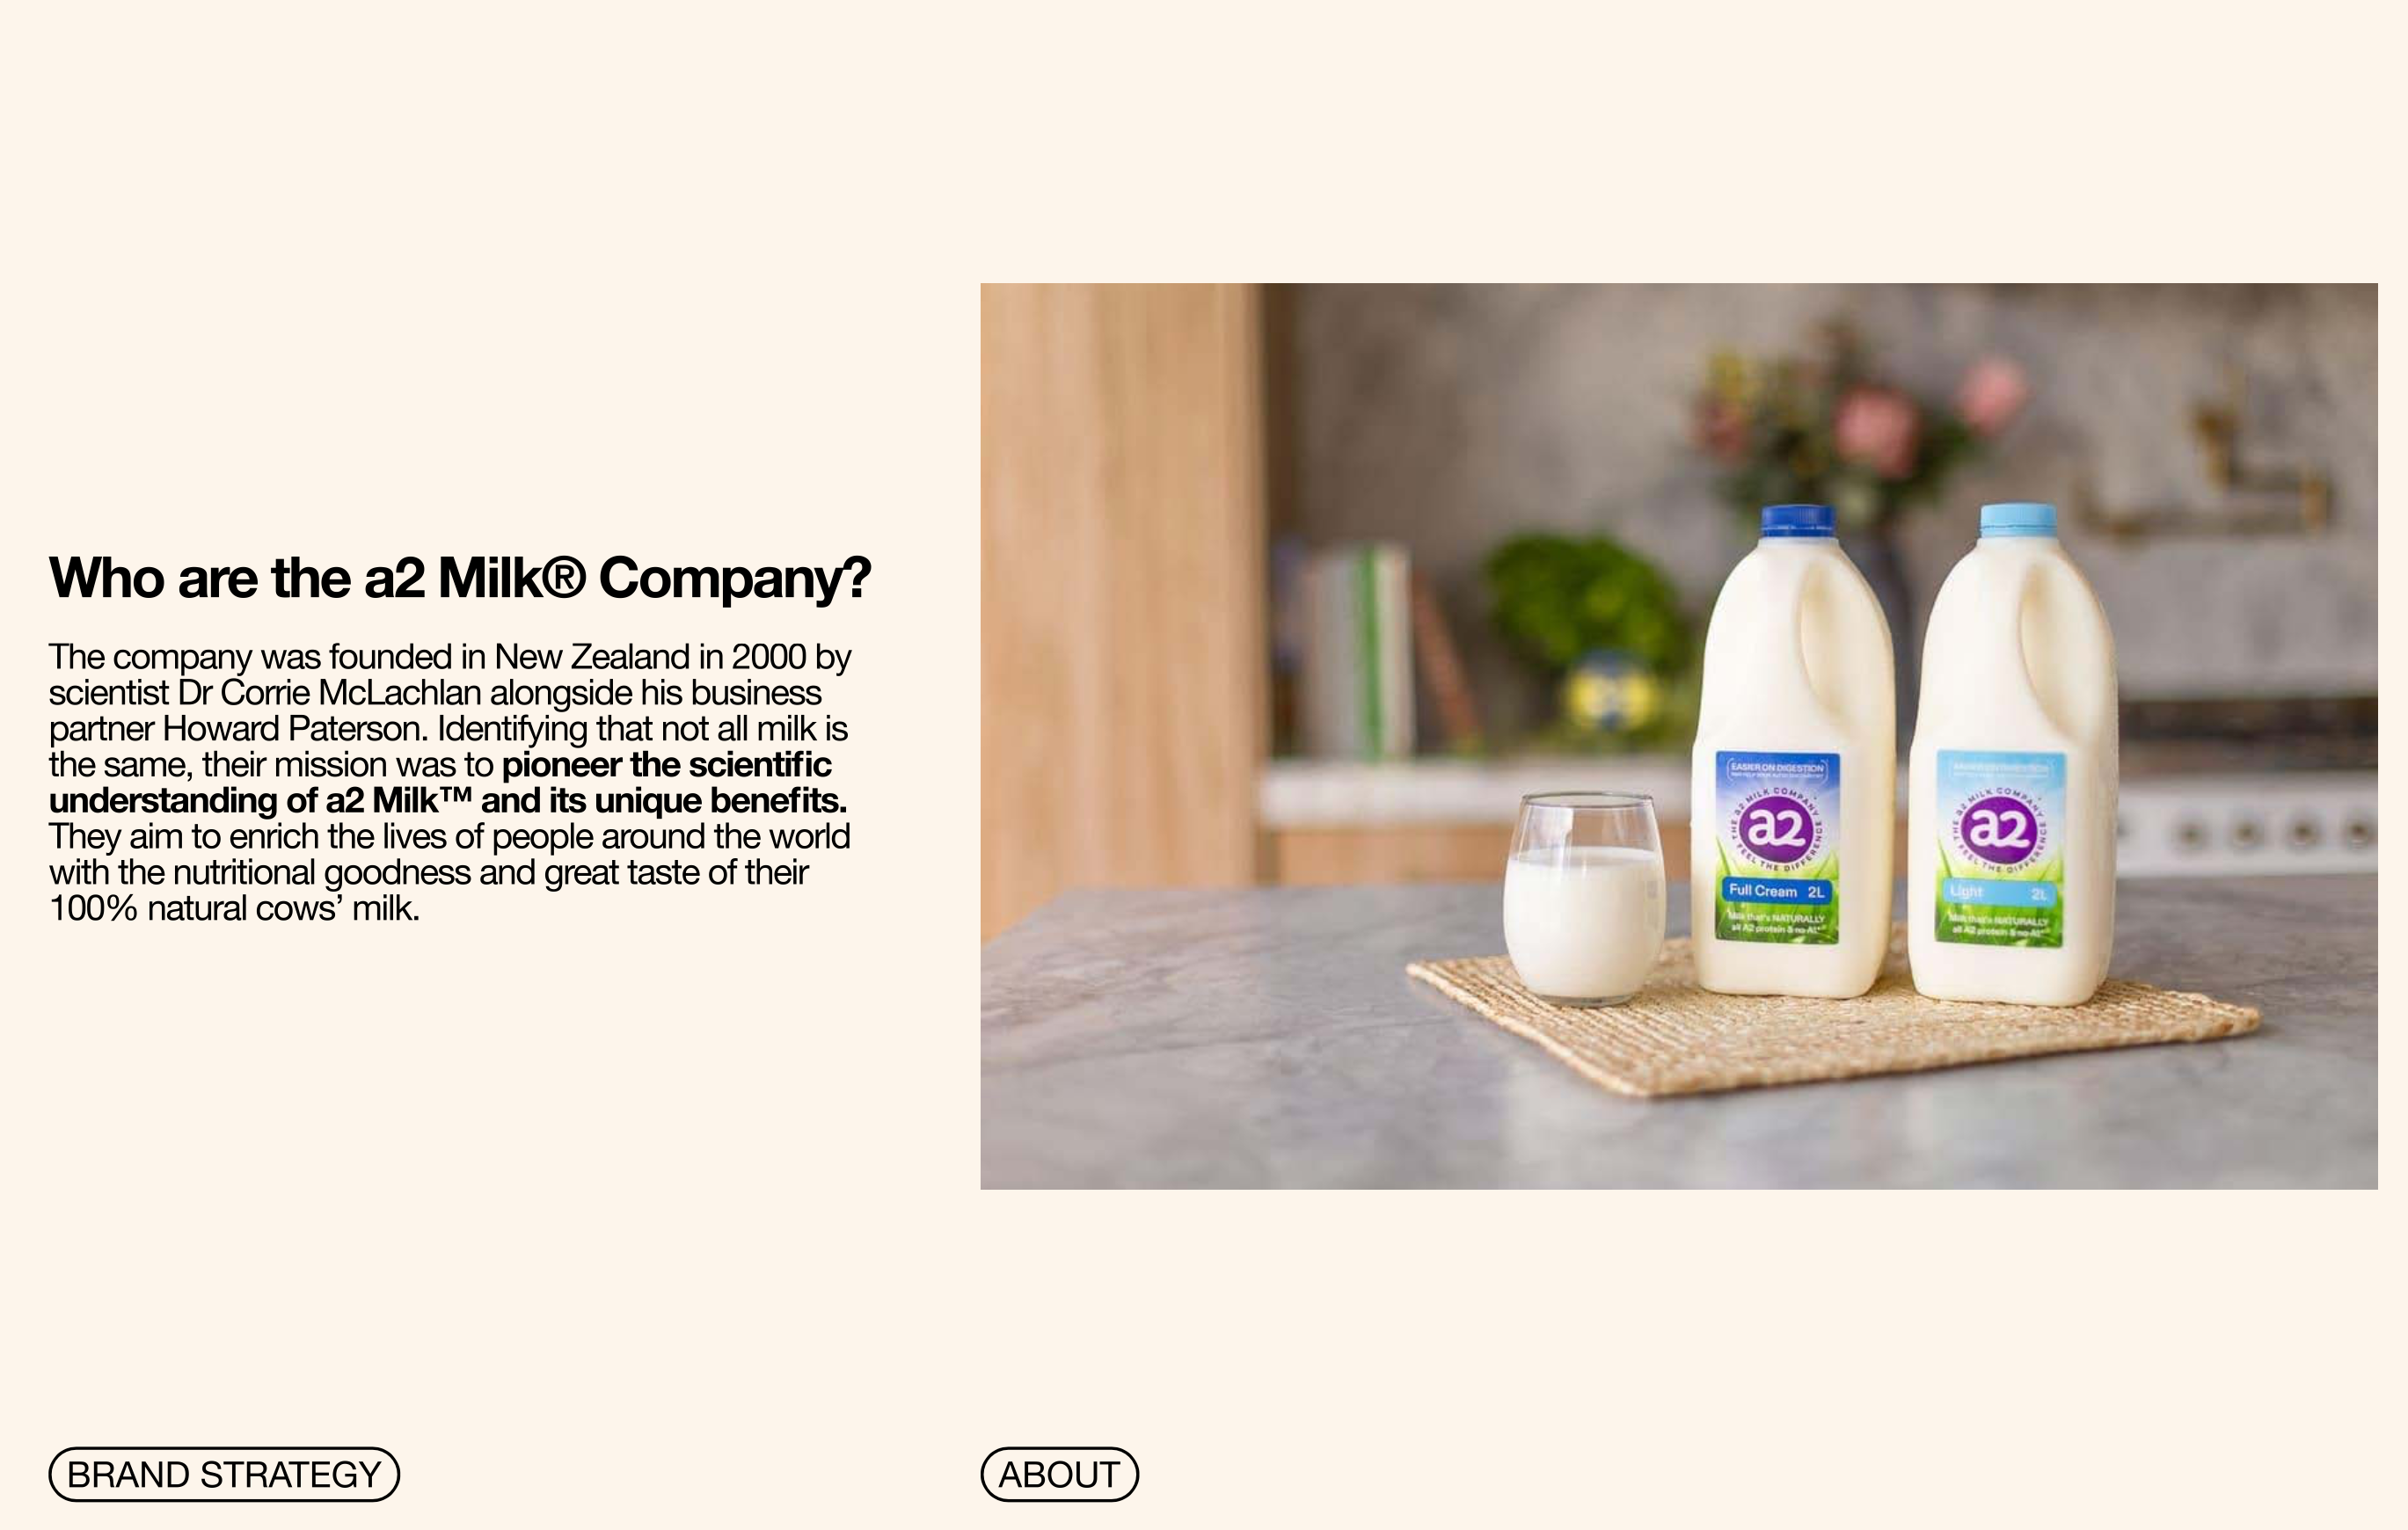 Who are the a2 Milk® Company?
The company was founded in New Zealand in 2000 by
scientist Dr Corrie McLachlan alongside his business
partner Howard Paterson. Identifying that not all milk is
the same, their mission was to pioneer the scientific
understanding of a2 Milk™ and its unique benefits.
They aim to enrich the lives of people around the world
with the nutritional goodness and great taste of their
100% natural cows’ milk.
EASIER ON DIGESTION
THE a2 MILK COMPANY
a2
FEEL THE DIFFERENCE
Full Cream 2L
Milk that's NATURALLY
all A2 protein & no A1*
EASIER ON DIGESTION
THE a2 MILK COMPANY
a2
FEEL THE DIFFERENCE
Light 2L
Milk that's NATURALLY
all A2 protein & no A1*
BRAND STRATEGY
ABOUT